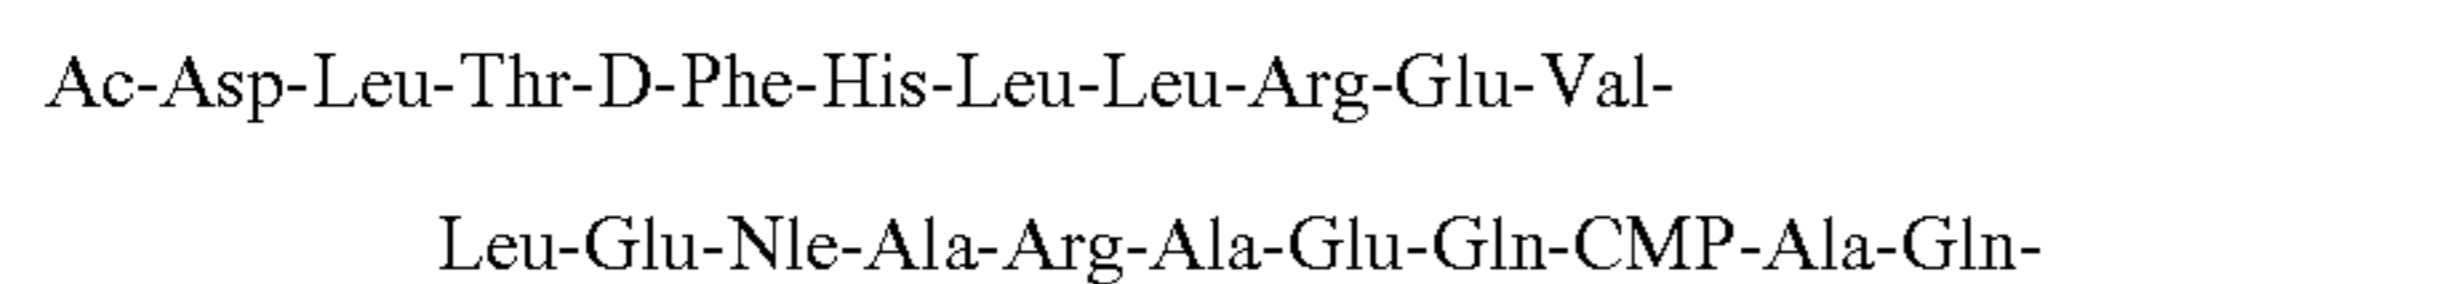 Ac-Asp-Leu-Thr-D-Phe-His-Leu-Leu-Arg-Glu-Val-
Leu-Glu-Nle-Ala-Arg-Ala-Glu-Gln-CMP-Ala-Gln-